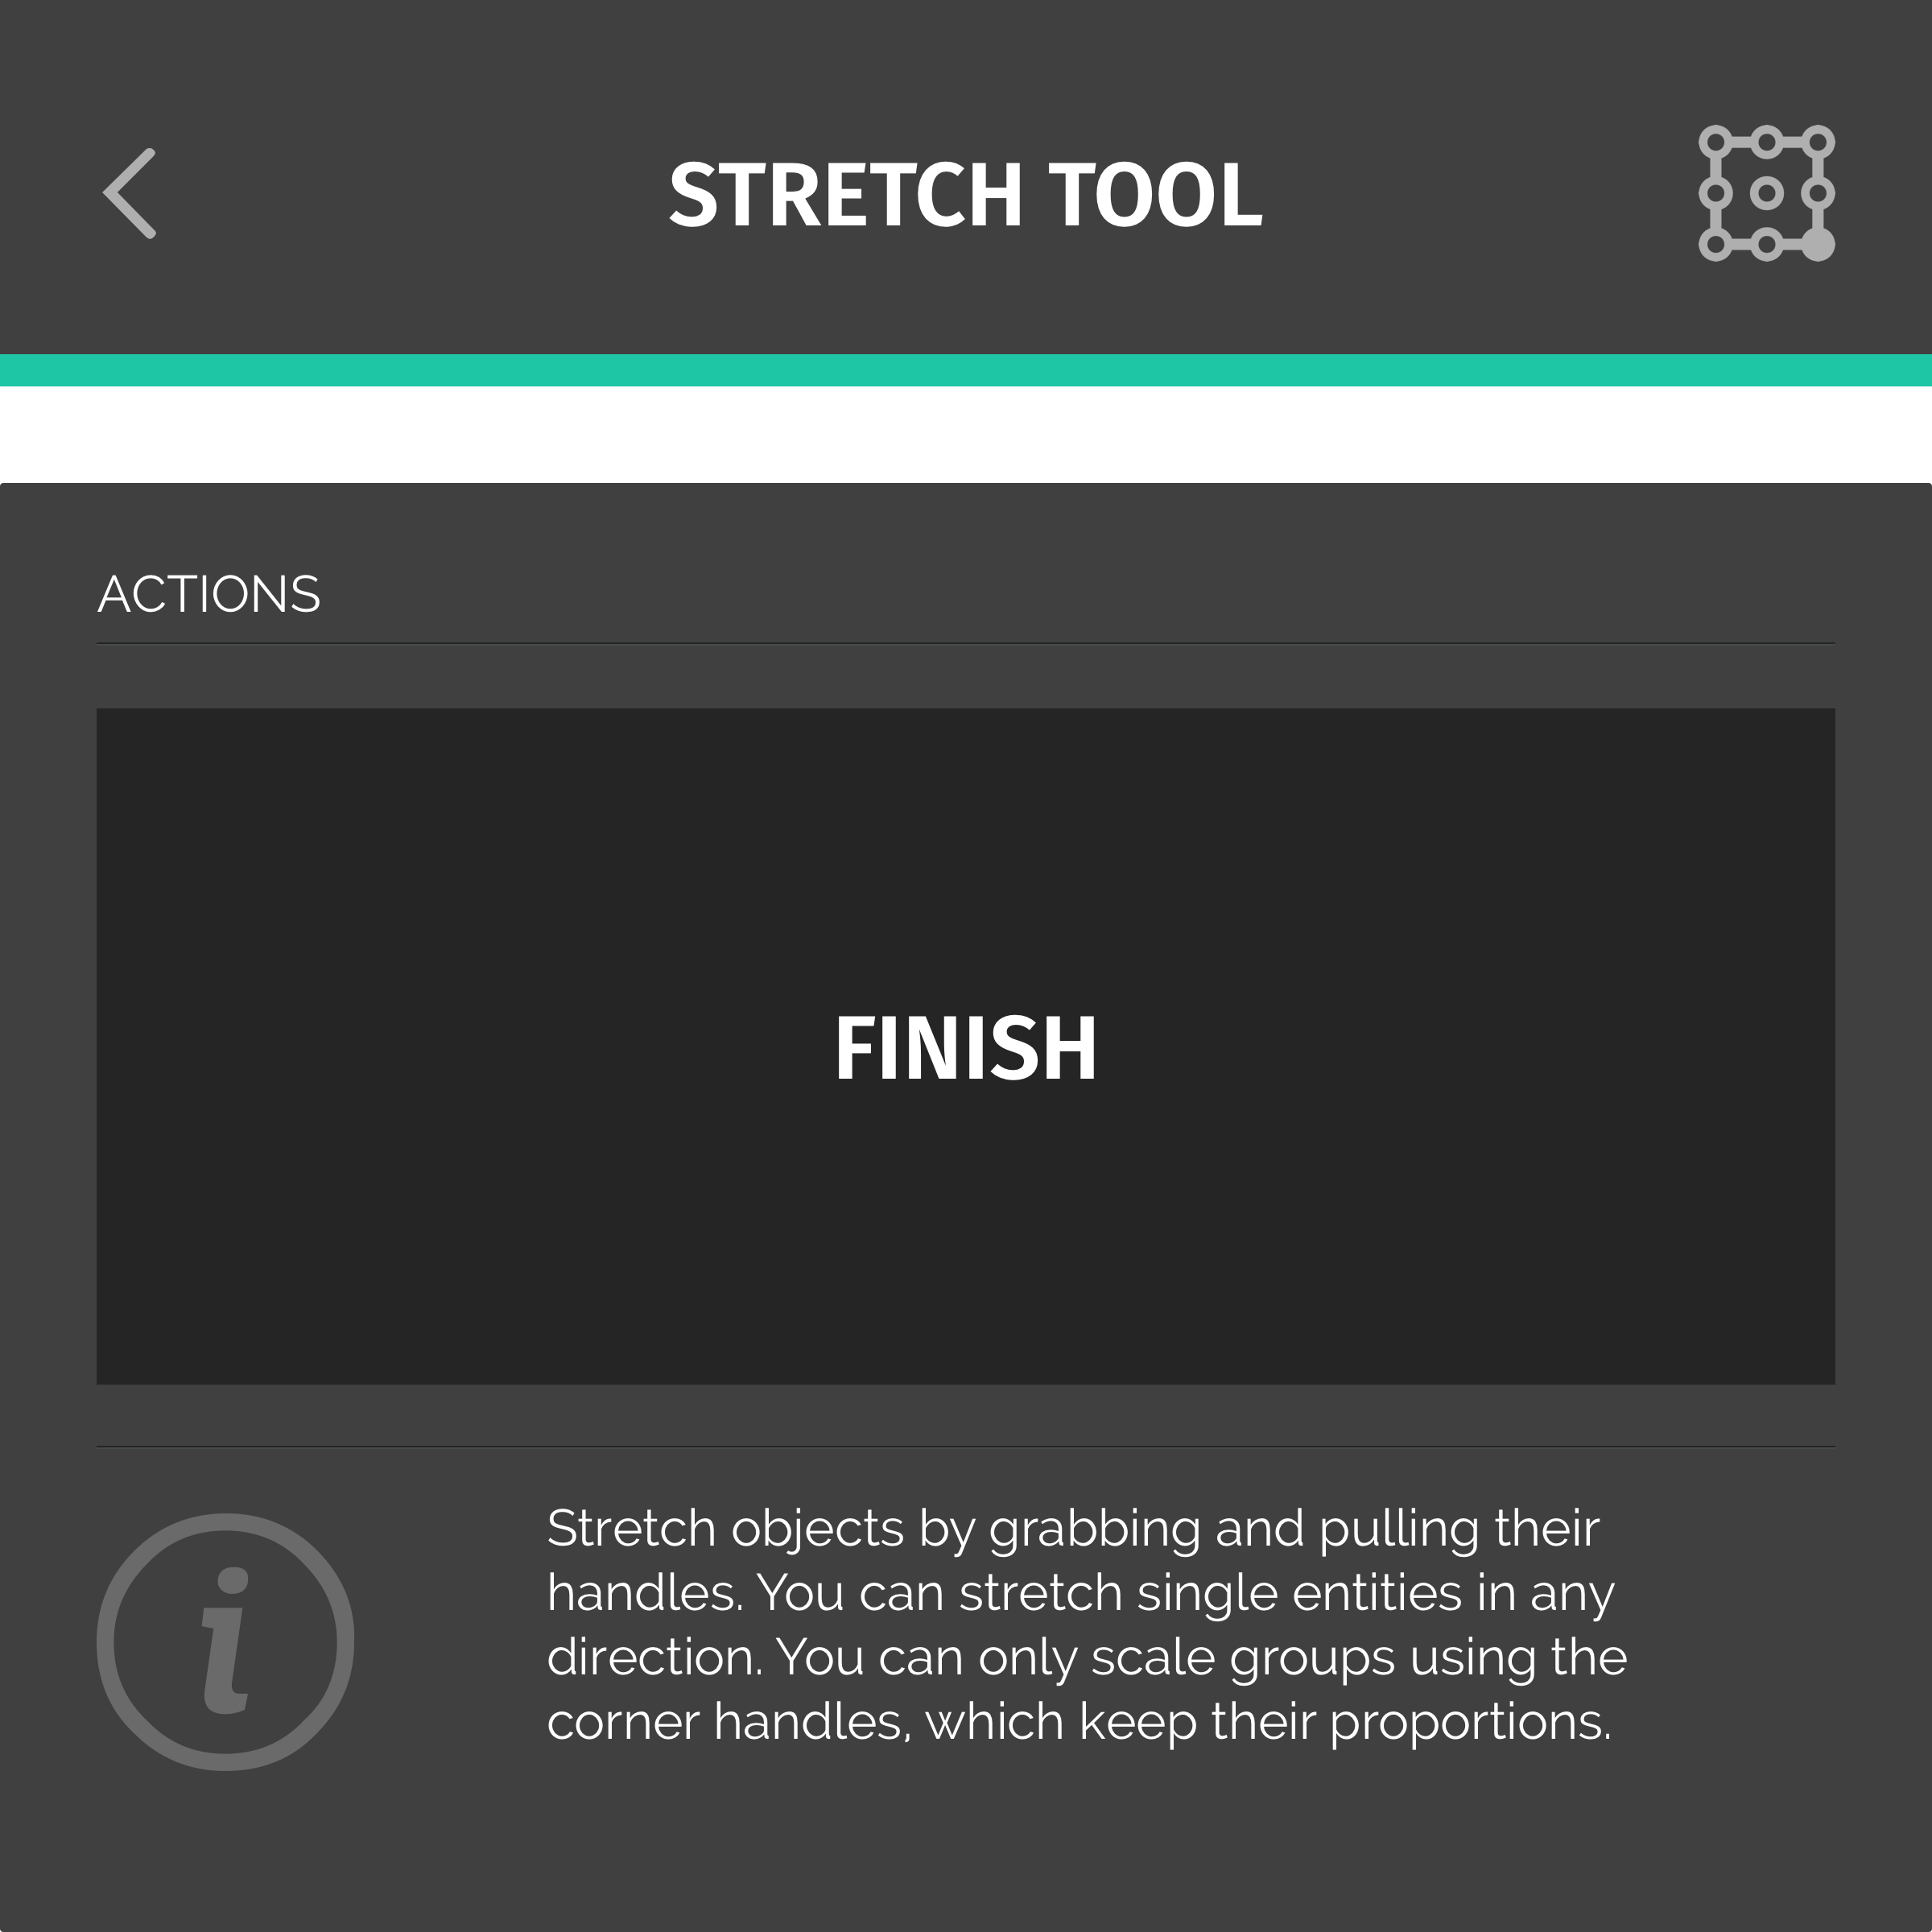 STRETCH TOOL
ACTIONS
FINISH
Stretch objects by grabbing and pulling their
handles. You can stretch single entities in any
direction. You can only scale groups using the
corner handles, which keep their proportions.